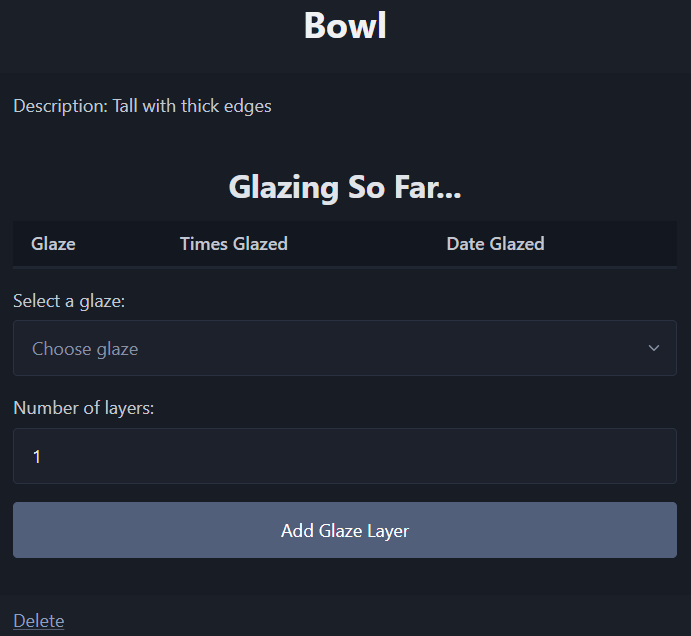 Bowl
Description: Tall with thick edges
Glazing So Far...
Glaze Times Glazed Date Glazed
Select a glaze:
Choose glaze
Number of layers:
1
Add Glaze Layer
Delete